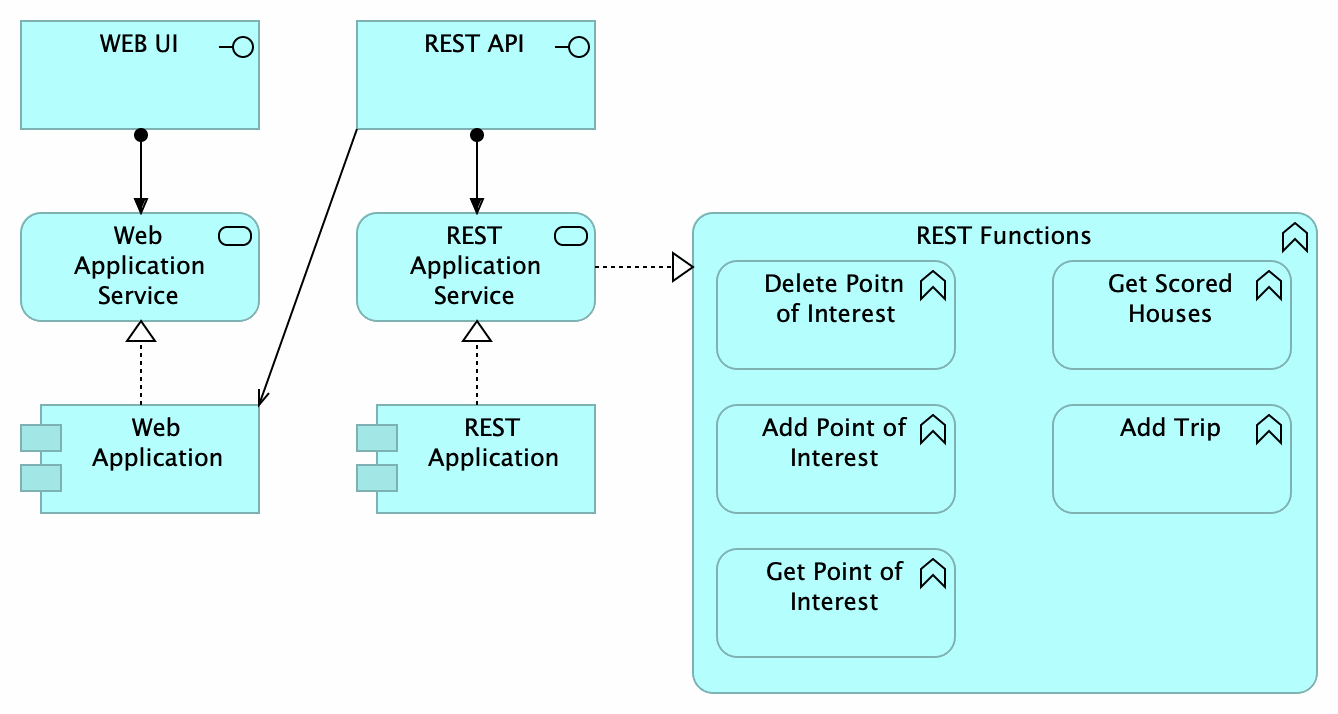 WEB UI
REST API
Web
Application
Service
REST
Application
Service
REST Functions
Delete Poitn
of Interest
Get Scored
Houses
Web
Application
REST
Application
Add Point of
Interest
Add Trip
Get Point of
Interest